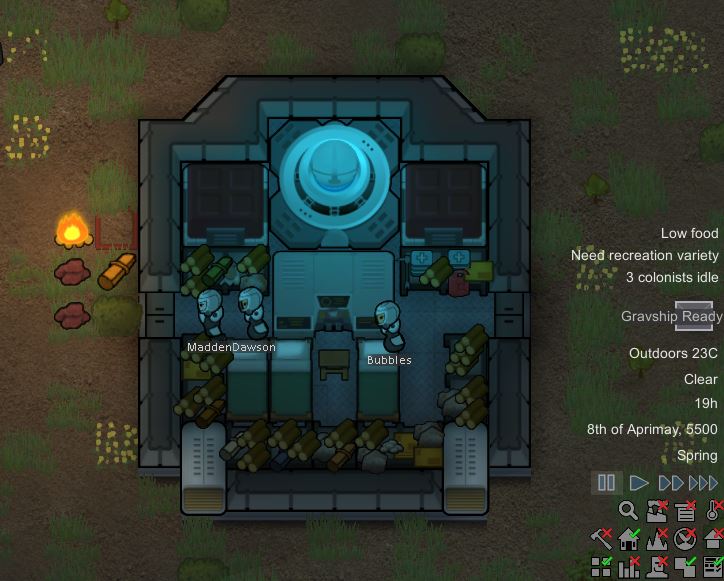 Low food
Need recreation variety
3 colonists idle
Gravship Ready
MaddenDawson
Bubbles
Outdoors 23C
Clear
19h
8th of Aprimay, 5500
Spring